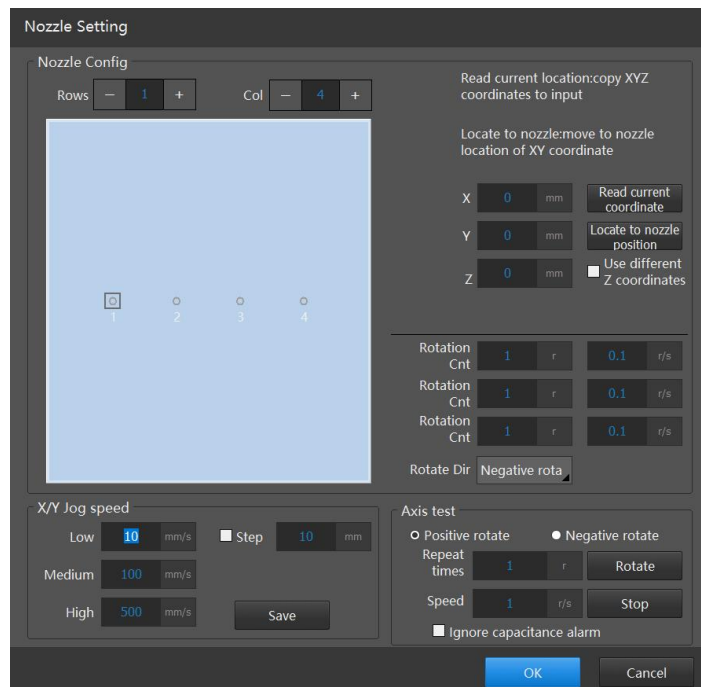 Nozzle Setting
Nozzle Config
Rows － 1 + Col － 4 +
Read current location:copy XYZ
coordinates to input
Locate to nozzle:move to nozzle
location of XY coordinate
X 0 mm Read current
coordinate
Y 0 mm Locate to nozzle
position
Z 0 mm Use different
Z coordinates
1 2 3 4
Rotation
Cnt 1 r 0.1 r/s
Rotation
Cnt 1 r 0.1 r/s
Rotation
Cnt 1 r 0.1 r/s
Rotate Dir Negative rota
X/Y Jog speed
Low 10 mm/s Step 10 mm
Medium 100 mm/s
High 500 mm/s Save
Axis test
Positive rotate Negative rotate
Repeat
times 1 r Rotate
Speed 1 r/s Stop
Ignore capacitance alarm
OK Cancel